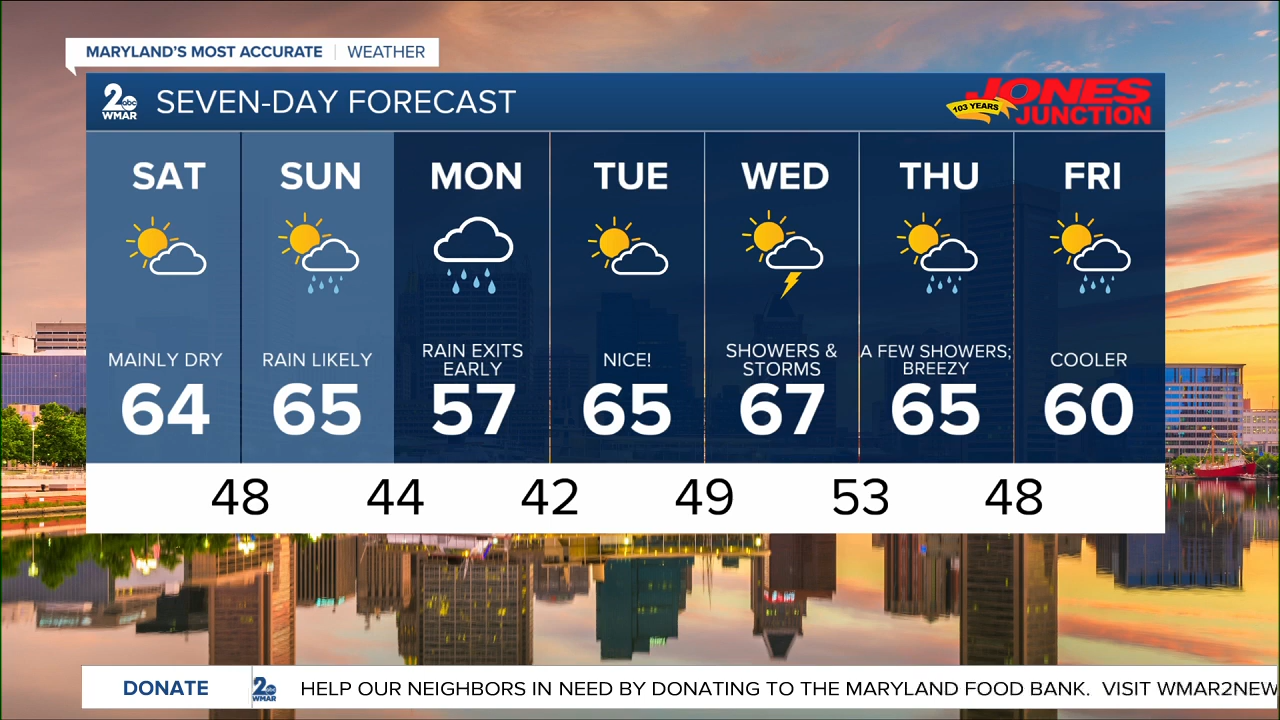 MARYLAND'S MOST ACCURATE | WEATHER
2 abc WMAR
SEVEN-DAY FORECAST
103 YEARS
JONES
JUNCTION
SAT SUN MON TUE WED THU FRI
MAINLY DRY
RAIN LIKELY
RAIN EXITS
EARLY
NICE!
SHOWERS &
STORMS
A FEW SHOWERS;
BREEZY
COOLER
64 65 57 65 67 65 60
48 44 42 49 53 48
DONATE
2 abc WMAR
HELP OUR NEIGHBORS IN NEED BY DONATING TO THE MARYLAND FOOD BANK. VISIT WMAR2NEW